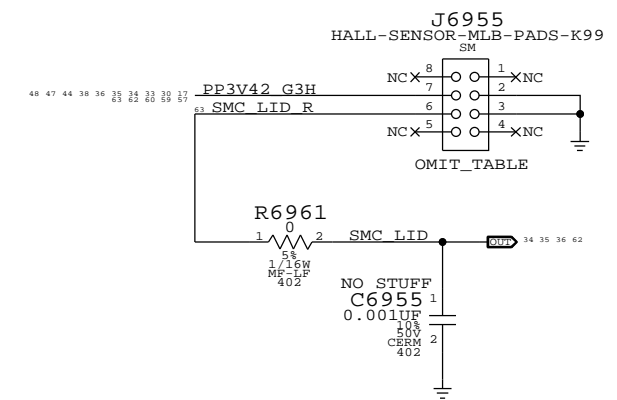 J6955
HALL-SENSOR-MLB-PADS-K99
SM
NC 8 1 NC
48 47 44 38 36 35 34 33 30 17 PP3V42_G3H 7 2
63 62 60 59 57
63 SMC_LID_R 6 3
NC 5 4 NC
OMIT_TABLE
R6961
0
1 2 SMC_LID OUT 34 35 36 62
5%
1/16W
MF-LF
402
NO STUFF
C6955 1
0.001UF
10%
50V
CERM 2
402